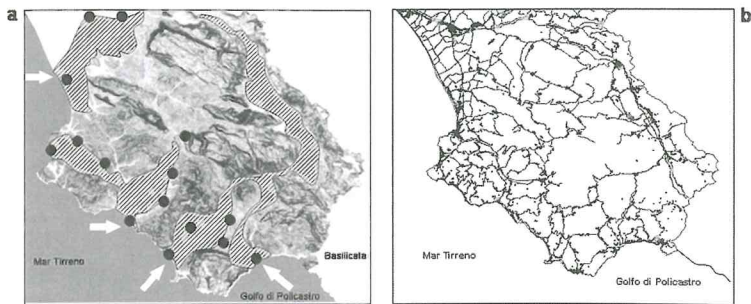 a
Mar Tirreno
Basilicata
Golfo di Policastro
b
Mar Tirreno
Golfo di Policastro